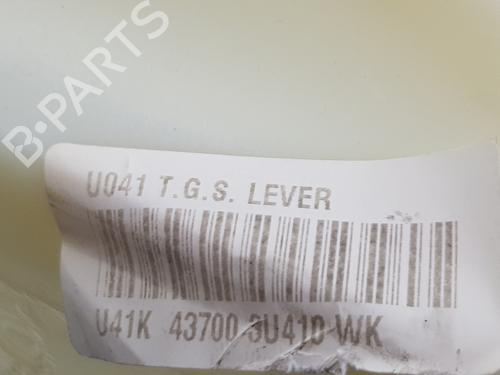 B-PARTS
U041 T.G.S. LEVER
U41K 43700 3U410 WK